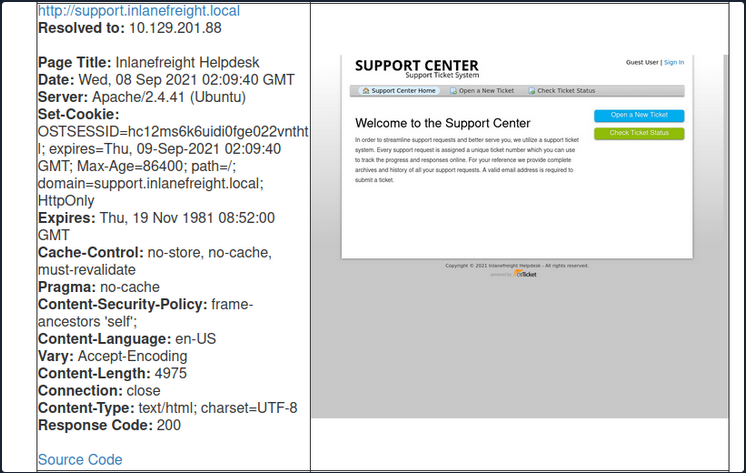 http://support.inlanefreight.local
Resolved to: 10.129.201.88
Page Title: Inlanefreight Helpdesk
Date: Wed, 08 Sep 2021 02:09:40 GMT
Server: Apache/2.4.41 (Ubuntu)
Set-Cookie:
OSTSESSID=hc12ms6k6uidi0fge022vntht
l; expires=Thu, 09-Sep-2021 02:09:40
GMT; Max-Age=86400; path=/;
domain=support.inlanefreight.local;
HttpOnly
Expires: Thu, 19 Nov 1981 08:52:00
GMT
Cache-Control: no-store, no-cache,
must-revalidate
Pragma: no-cache
Content-Security-Policy: frame-
ancestors 'self';
Content-Language: en-US
Vary: Accept-Encoding
Content-Length: 4975
Connection: close
Content-Type: text/html; charset=UTF-8
Response Code: 200
Source Code
SUPPORT CENTER
Support Ticket System
Guest User | Sign In
Support Center Home
Open a New Ticket
Check Ticket Status
Welcome to the Support Center
In order to streamline support requests and better serve you, we utilize a support ticket
system. Every support request is assigned a unique ticket number which you can use
to track the progress and responses online. For your reference we provide complete
archives and history of all your support requests. A valid email address is required to
submit a ticket.
Open a New Ticket
Check Ticket Status
Copyright © 2021 Inlanefreight Helpdesk - All rights reserved.
powered by osTicket